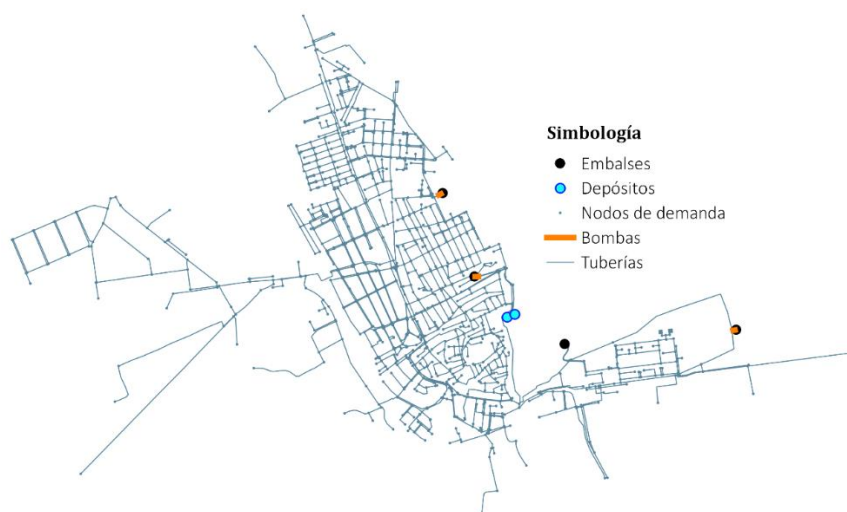 Simbología
Embalses
Depósitos
Nodos de demanda
Bombas
Tuberías